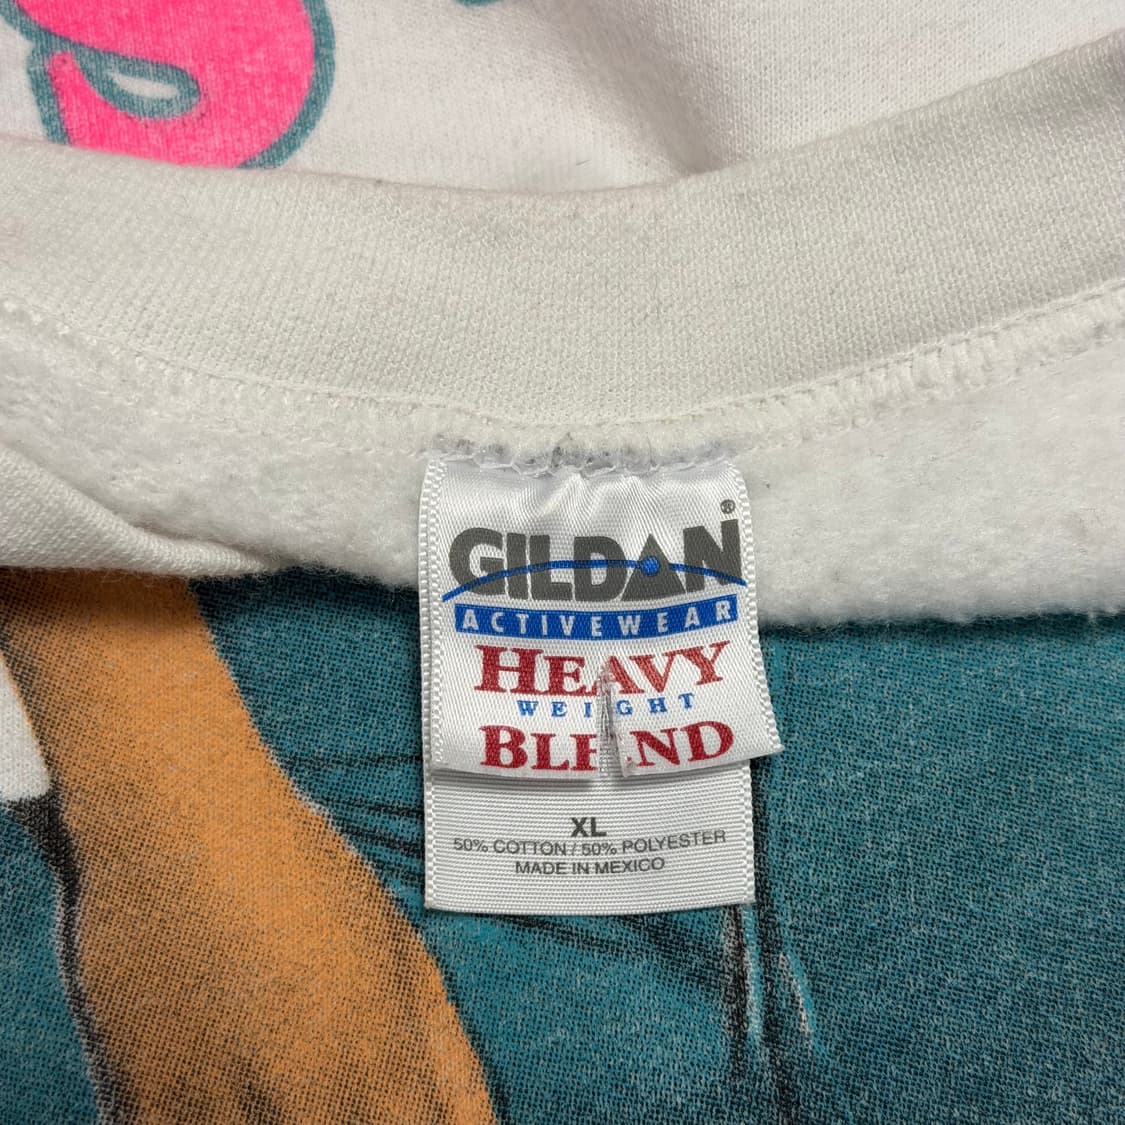 GILDAN®
ACTIVEWEAR
HEAVY
WEIGHT
BLEND
XL
50% COTTON / 50% POLYESTER
MADE IN MEXICO